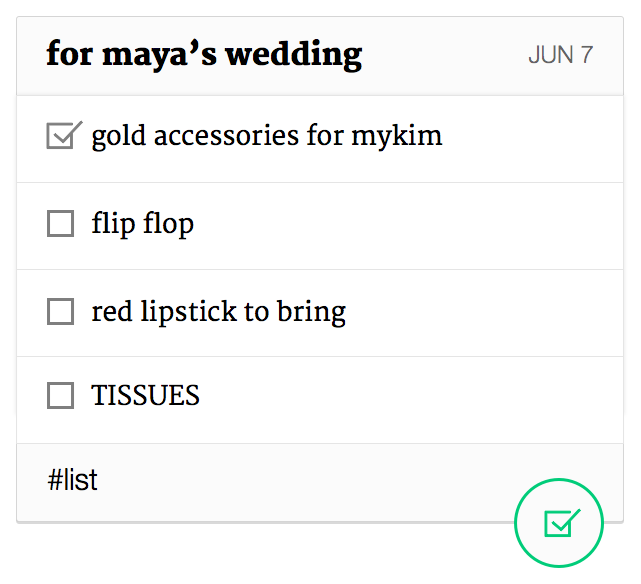 for maya’s wedding JUN 7
gold accessories for mykim
flip flop
red lipstick to bring
TISSUES
#list